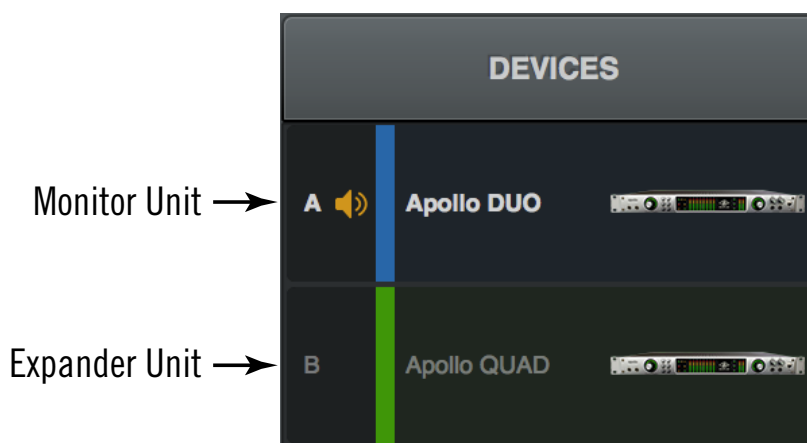 DEVICES
Monitor Unit A Apollo DUO
Expander Unit B Apollo QUAD